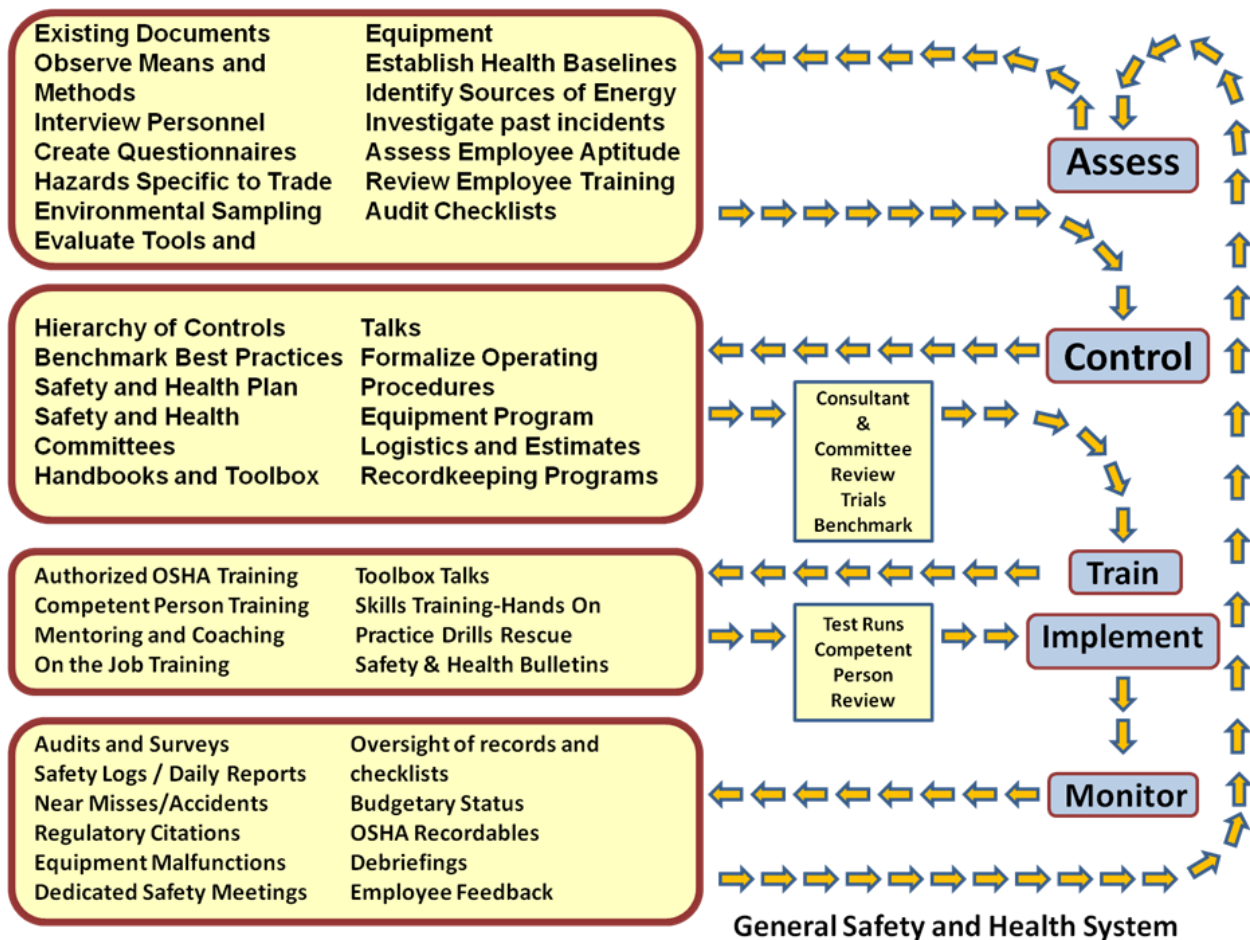 Existing Documents
Observe Means and
Methods
Interview Personnel
Create Questionnaires
Hazards Specific to Trade
Environmental Sampling
Evaluate Tools and
Equipment
Establish Health Baselines
Identify Sources of Energy
Investigate past incidents
Assess Employee Aptitude
Review Employee Training
Audit Checklists
Assess
Hierarchy of Controls
Benchmark Best Practices
Safety and Health Plan
Safety and Health
Committees
Handbooks and Toolbox
Talks
Formalize Operating
Procedures
Equipment Program
Logistics and Estimates
Recordkeeping Programs
Control
Consultant
&
Committee
Review
Trials
Benchmark
Authorized OSHA Training
Competent Person Training
Mentoring and Coaching
On the Job Training
Toolbox Talks
Skills Training-Hands On
Practice Drills Rescue
Safety & Health Bulletins
Train
Test Runs
Competent
Person
Review
Implement
Audits and Surveys
Safety Logs / Daily Reports
Near Misses/Accidents
Regulatory Citations
Equipment Malfunctions
Dedicated Safety Meetings
Oversight of records and
checklists
Budgetary Status
OSHA Recordables
Debriefings
Employee Feedback
Monitor
General Safety and Health System